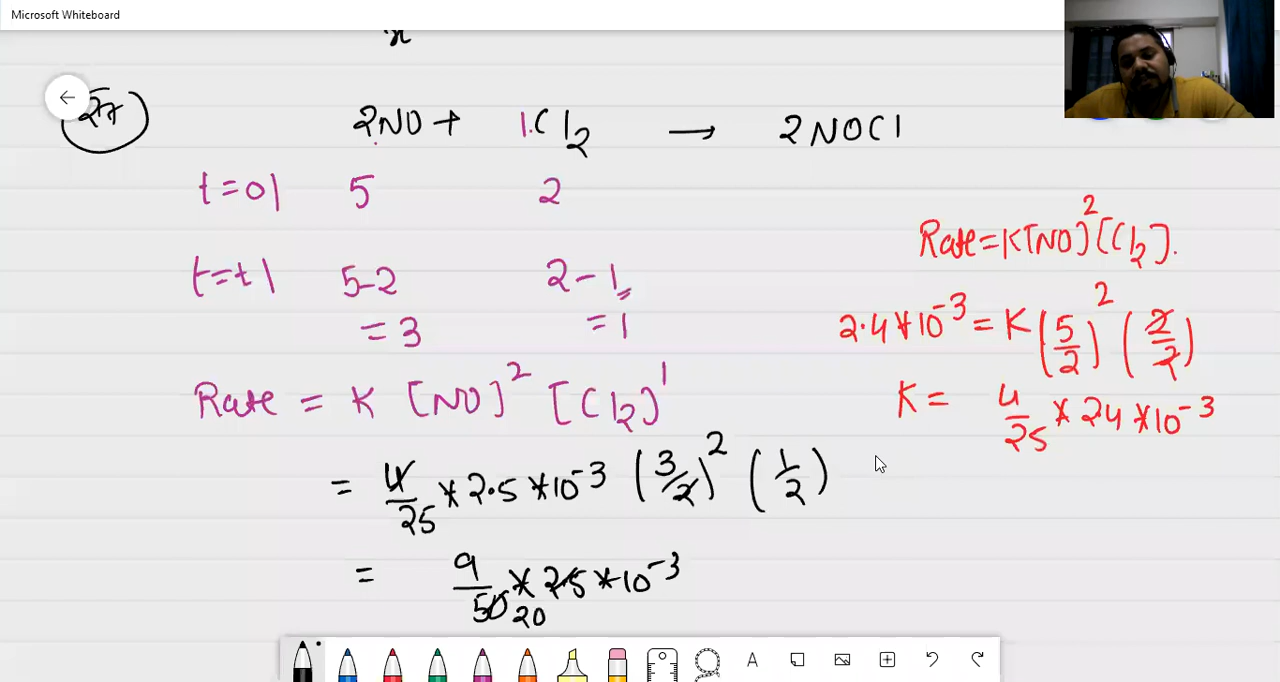 Microsoft Whiteboard
x
27
2NO + 1.Cl2 → 2NOCl
t=0| 5 2
t=t| 5-2 2-1
=3 =1
Rate = K [NO]^2 [Cl2]^1
= 4/25 * 2.5 * 10^-3 (3/2)^2 (1/2)
= 9/50 20 * 25 * 10^-3
Rate = K[NO]^2 [Cl2].
2.4*10^-3 = K (5/2)^2 (2/2)
K = 4/25 * 24 * 10^-3
A